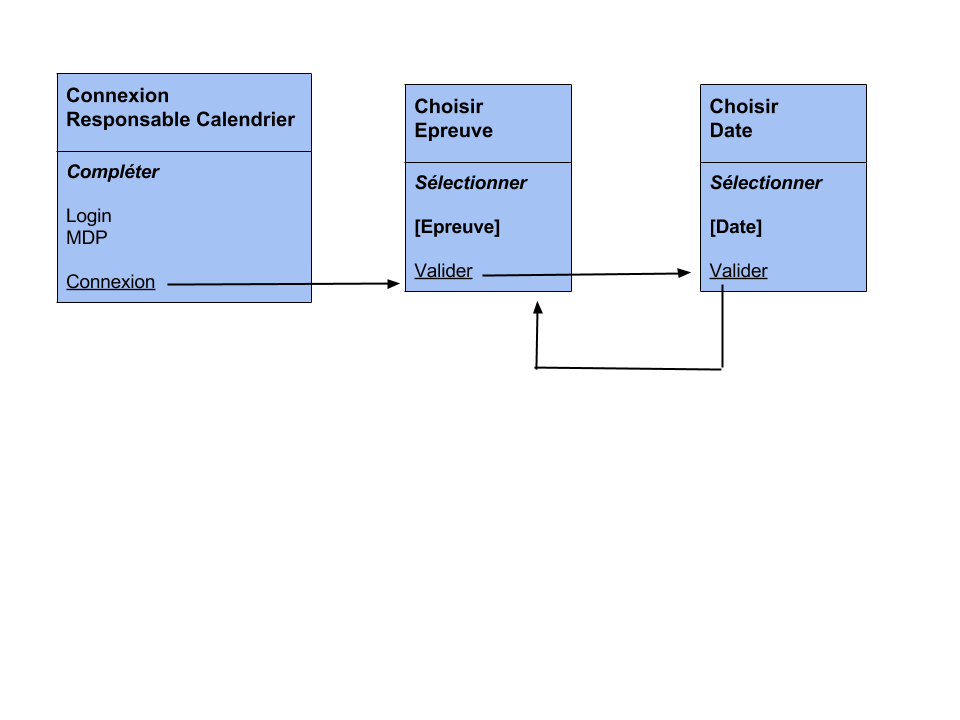 Connexion
Responsable Calendrier
Compléter
Login
MDP
Connexion
Choisir
Epreuve
Sélectionner
[Epreuve]
Valider
Choisir
Date
Sélectionner
[Date]
Valider